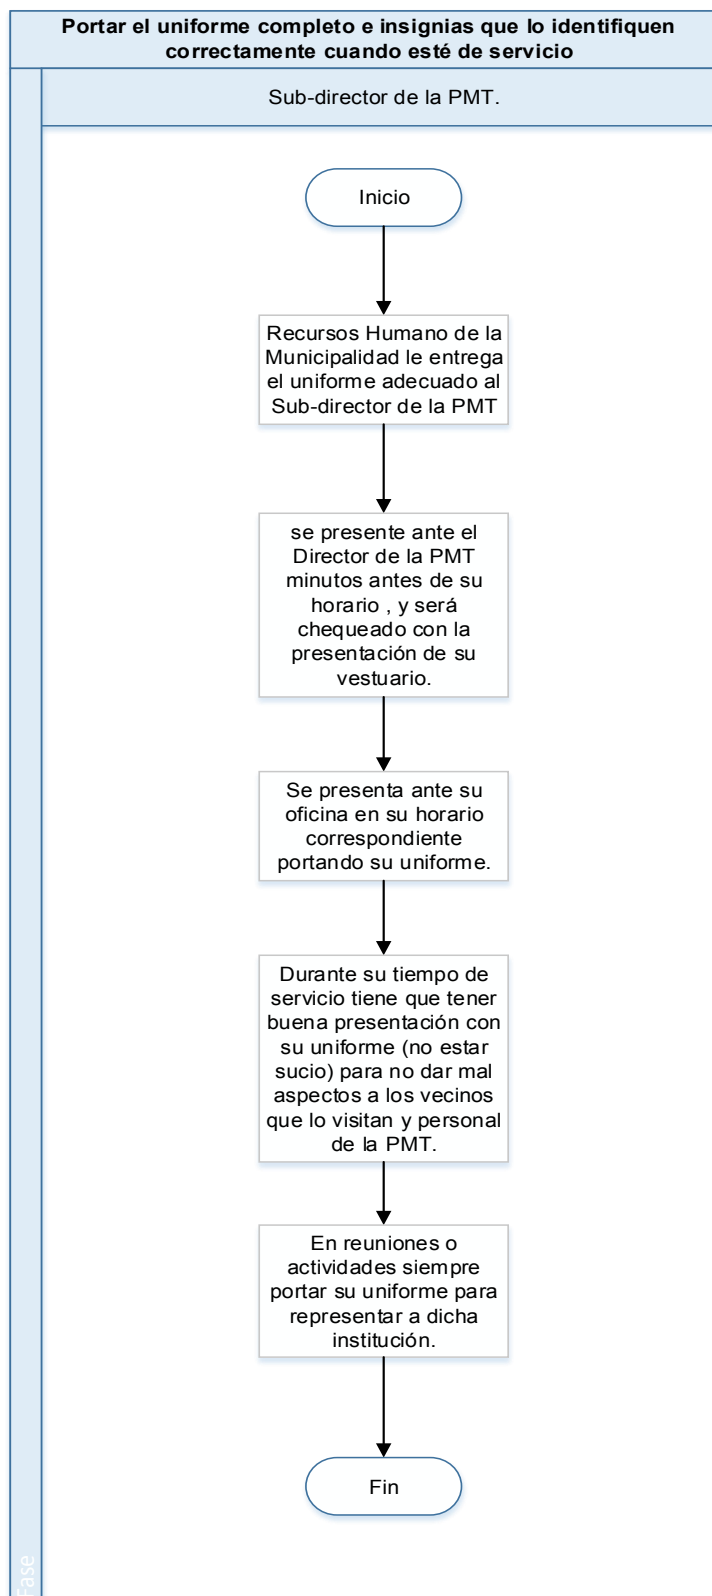 Portar el uniforme completo e insignias que lo identifiquen
correctamente cuando esté de servicio
Sub-director de la PMT.
Inicio
Recursos Humano de la
Municipalidad le entrega
el uniforme adecuado al
Sub-director de la PMT
se presente ante el
Director de la PMT
minutos antes de su
horario , y será
chequeado con la
presentación de su
vestuario.
Se presenta ante su
oficina en su horario
correspondiente
portando su uniforme.
Durante su tiempo de
servicio tiene que tener
buena presentación con
su uniforme (no estar
sucio) para no dar mal
aspectos a los vecinos
que lo visitan y personal
de la PMT.
En reuniones o
actividades siempre
portar su uniforme para
representar a dicha
institución.
Fin
Fase